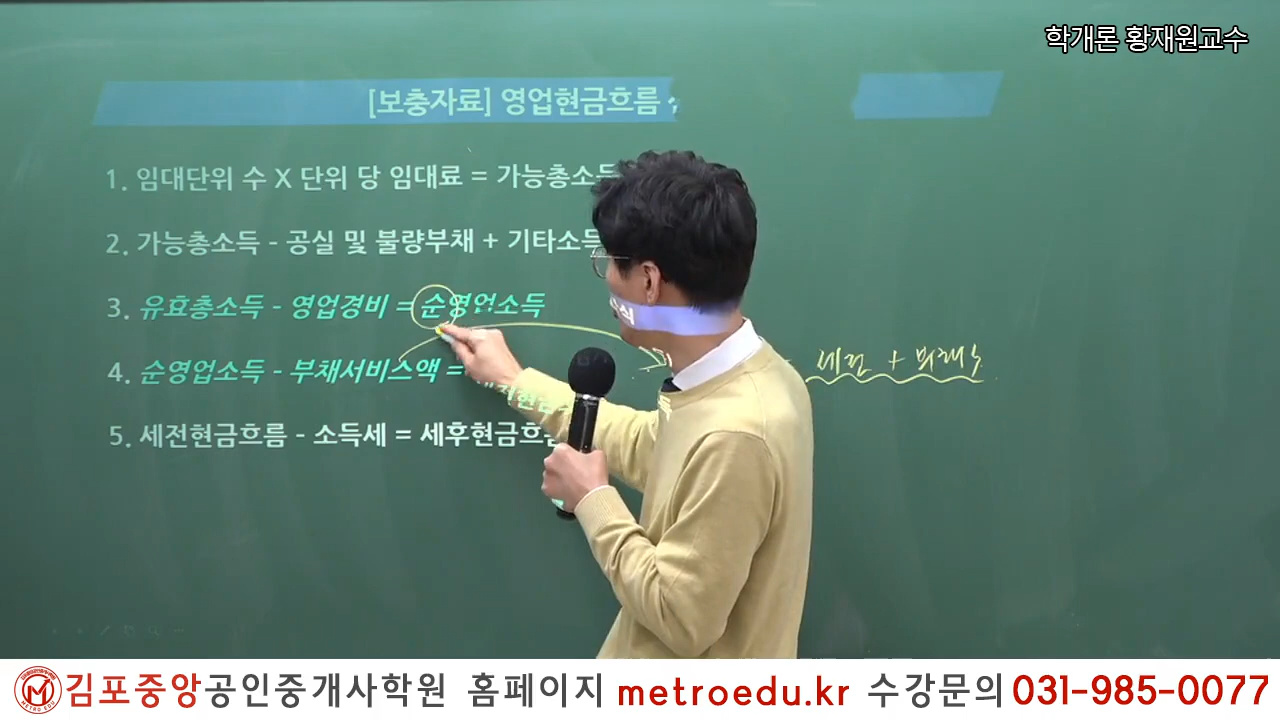 학개론 황재원교수
[보충자료] 영업현금흐름
1. 임대단위 수 X 단위 당 임대료 = 가능총소득
2. 가능총소득 - 공실 및 불량부채 + 기타소득
3. 유효총소득 - 영업경비 = 순영업소득
4. 순영업소득 - 부채서비스액 =
세전 + 부채
5. 세전현금흐름 - 소득세 = 세후현금흐름
김포중앙공인중개사학원 홈페이지 metroedu.kr 수강문의 031-985-0077